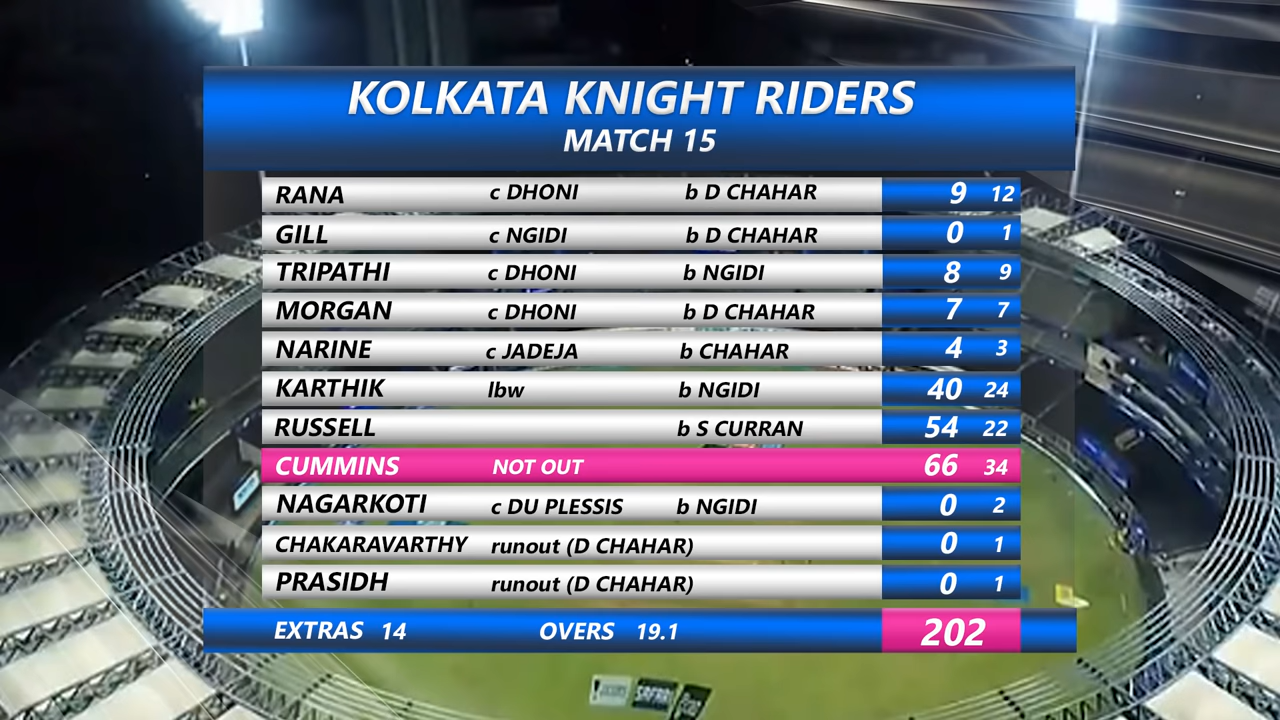 KOLKATA KNIGHT RIDERS
MATCH 15
RANA c DHONI b D CHAHAR 9 12
GILL c NGIDI b D CHAHAR 0 1
TRIPATHI c DHONI b NGIDI 8 9
MORGAN c DHONI b D CHAHAR 7 7
NARINE c JADEJA b CHAHAR 4 3
KARTHIK lbw b NGIDI 40 24
RUSSELL b S CURRAN 54 22
CUMMINS NOT OUT 66 34
NAGARKOTI c DU PLESSIS b NGIDI 0 2
CHAKARAVARTHY runout (D CHAHAR) 0 1
PRASIDH runout (D CHAHAR) 0 1
EXTRAS 14 OVERS 19.1 202
SAFARI